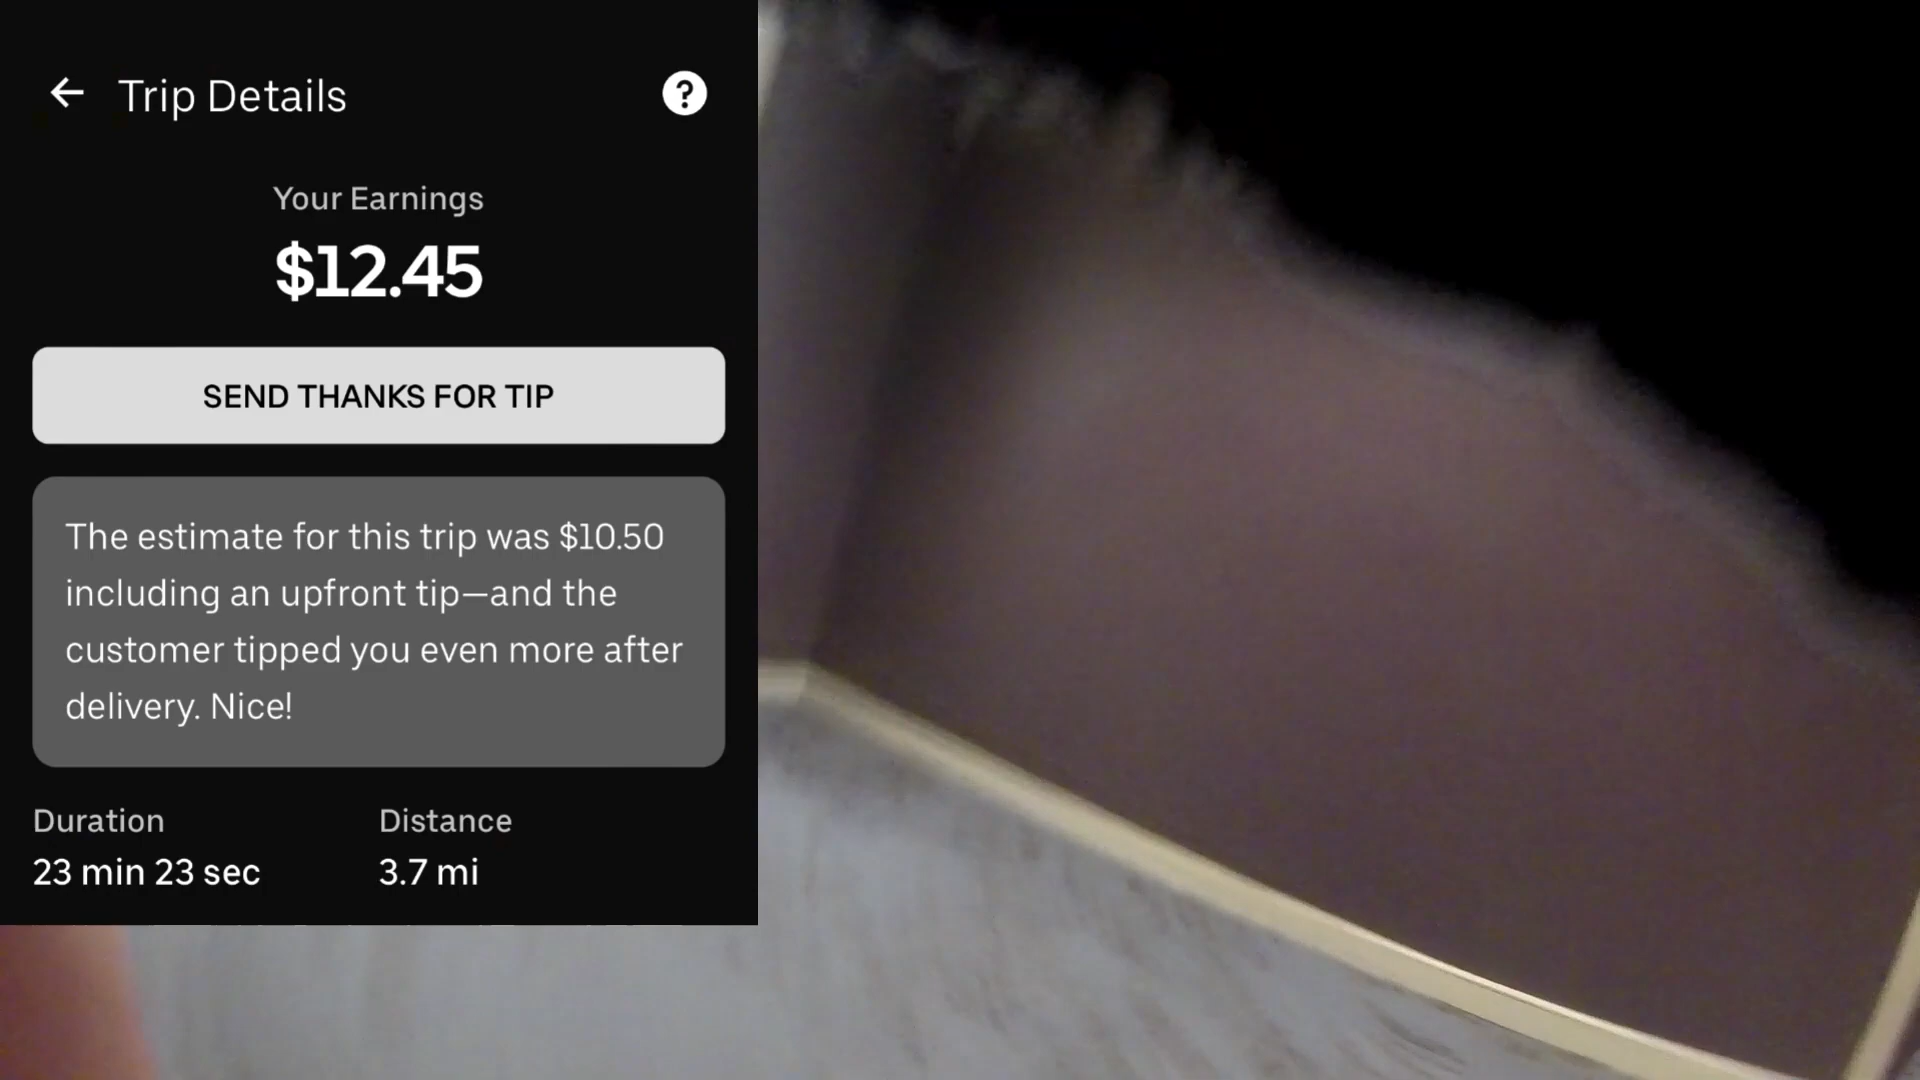 Trip Details
?
Your Earnings
$12.45
SEND THANKS FOR TIP
The estimate for this trip was $10.50
including an upfront tip—and the
customer tipped you even more after
delivery. Nice!
Duration
Distance
23 min 23 sec
3.7 mi